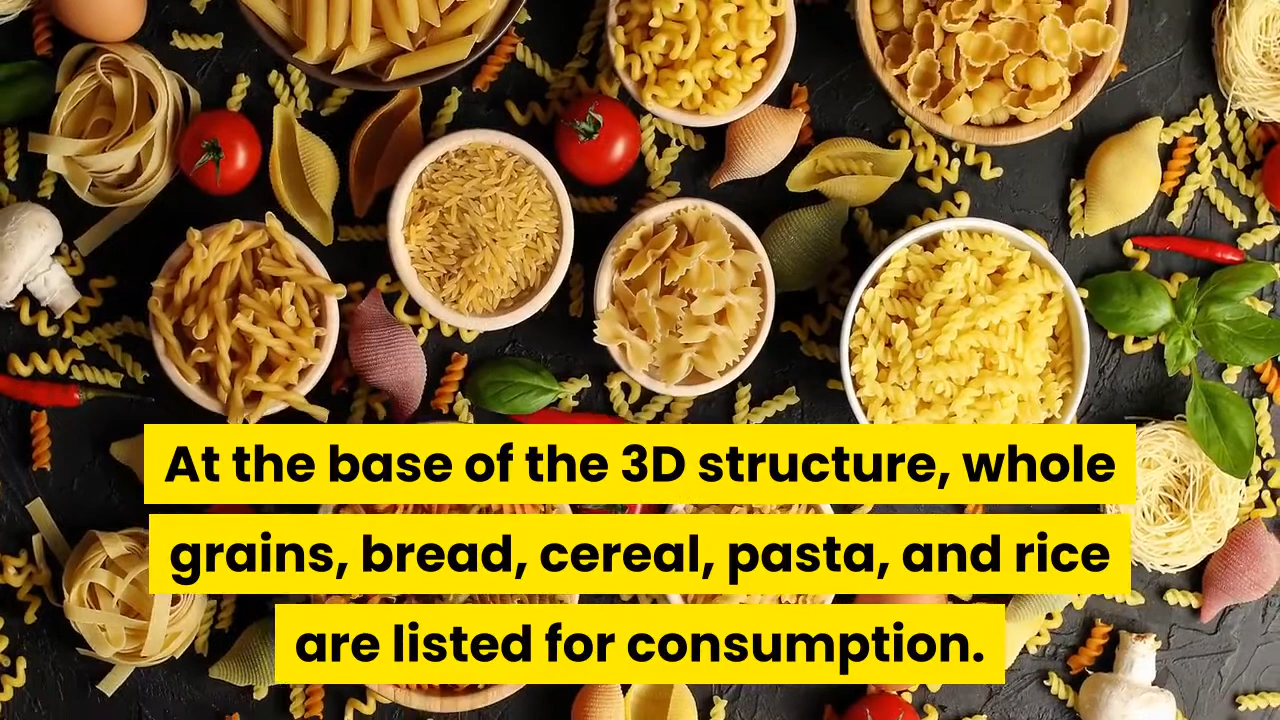 At the base of the 3D structure, whole
grains, bread, cereal, pasta, and rice
are listed for consumption.